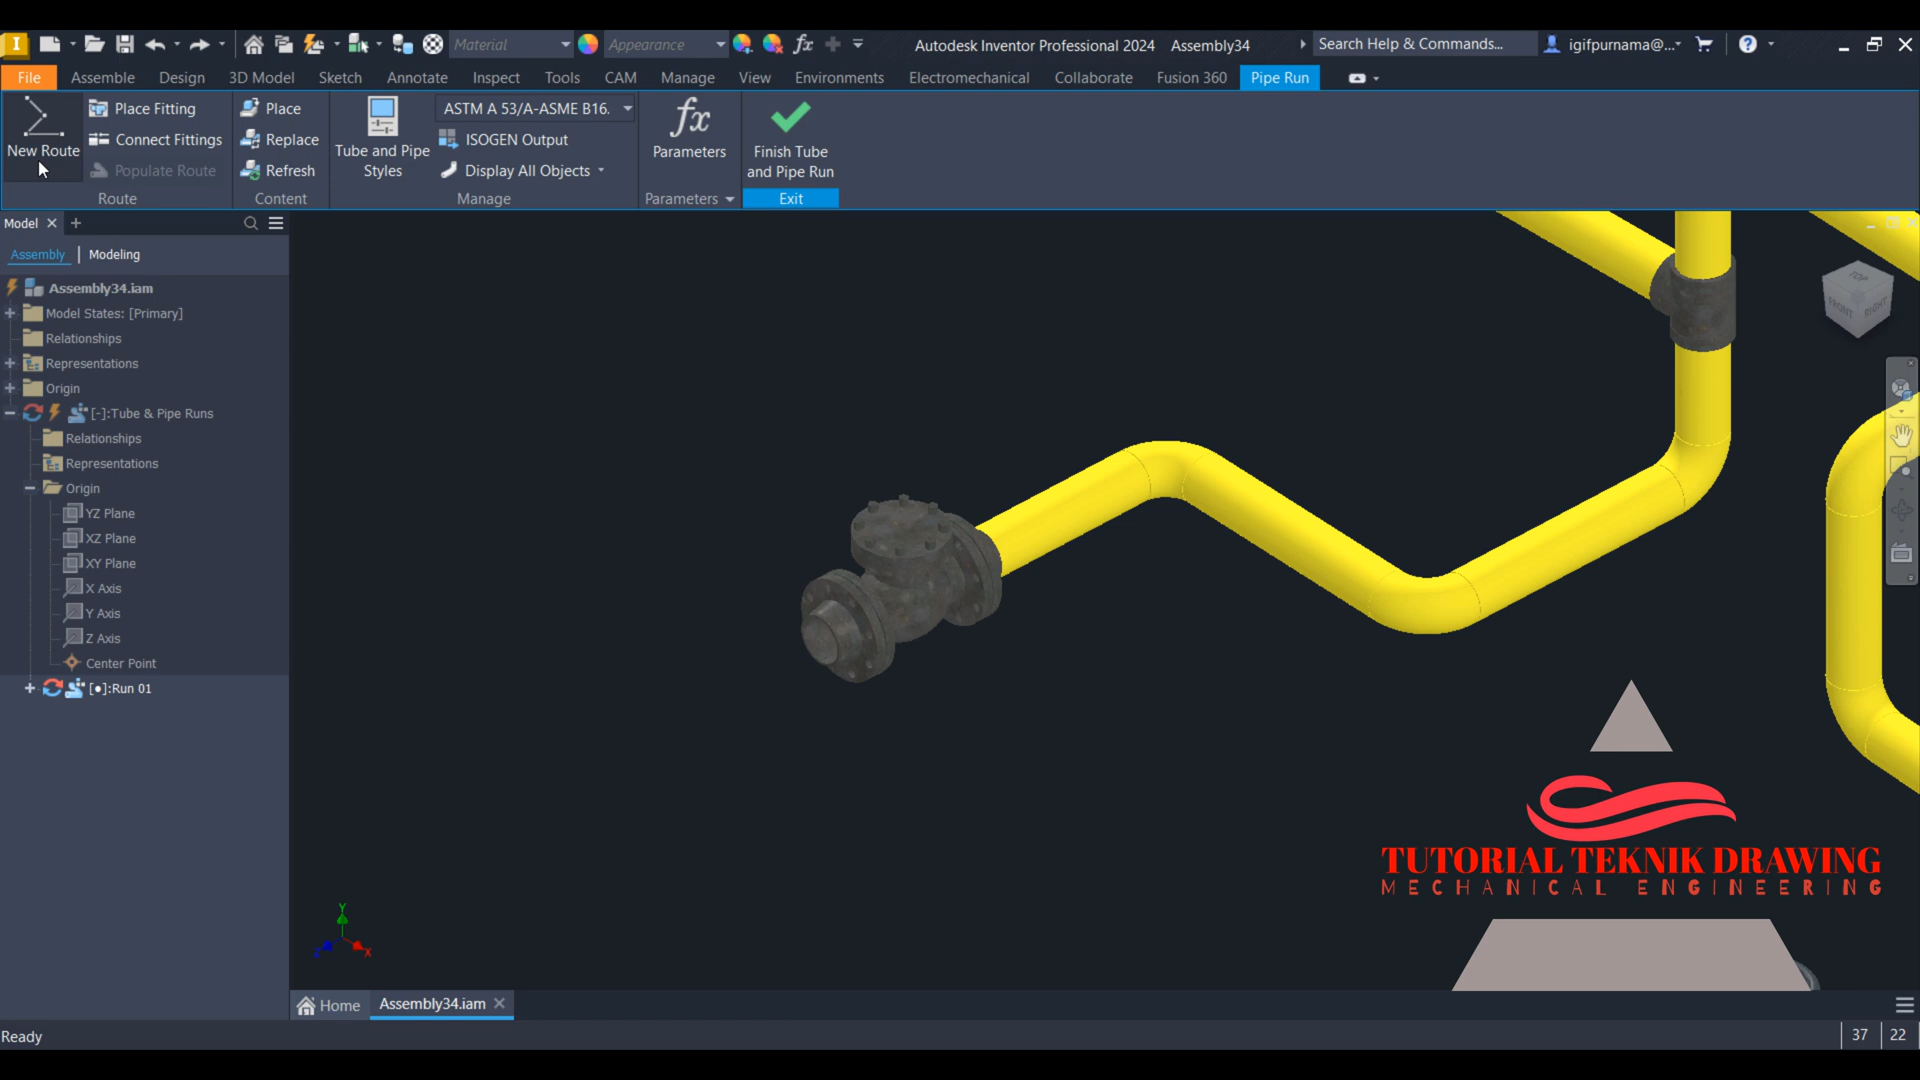 I Material Appearance fx Autodesk Inventor Professional 2024 Assembly34 Search Help & Commands... igifpurnama@... ?
File Assemble Design 3D Model Sketch Annotate Inspect Tools CAM Manage View Environments Electromechanical Collaborate Fusion 360 Pipe Run
New Route
Place Fitting
Connect Fittings
Populate Route
Route
Place
Replace
Refresh
Content
Tube and Pipe
Styles
ASTM A 53/A-ASME B16.
ISOGEN Output
Display All Objects
Manage
fx
Parameters
Parameters
Finish Tube
and Pipe Run
Exit
Model
Assembly | Modeling
Assembly34.iam
Model States: [Primary]
Relationships
Representations
Origin
[-]:Tube & Pipe Runs
Relationships
Representations
Origin
YZ Plane
XZ Plane
XY Plane
X Axis
Y Axis
Z Axis
Center Point
[●]:Run 01
TOP
FRONT
RIGHT
Y
Z
X
TUTORIAL TEKNIK DRAWING
MECHANICAL ENGINEERING
Home Assembly34.iam
Ready 37 22